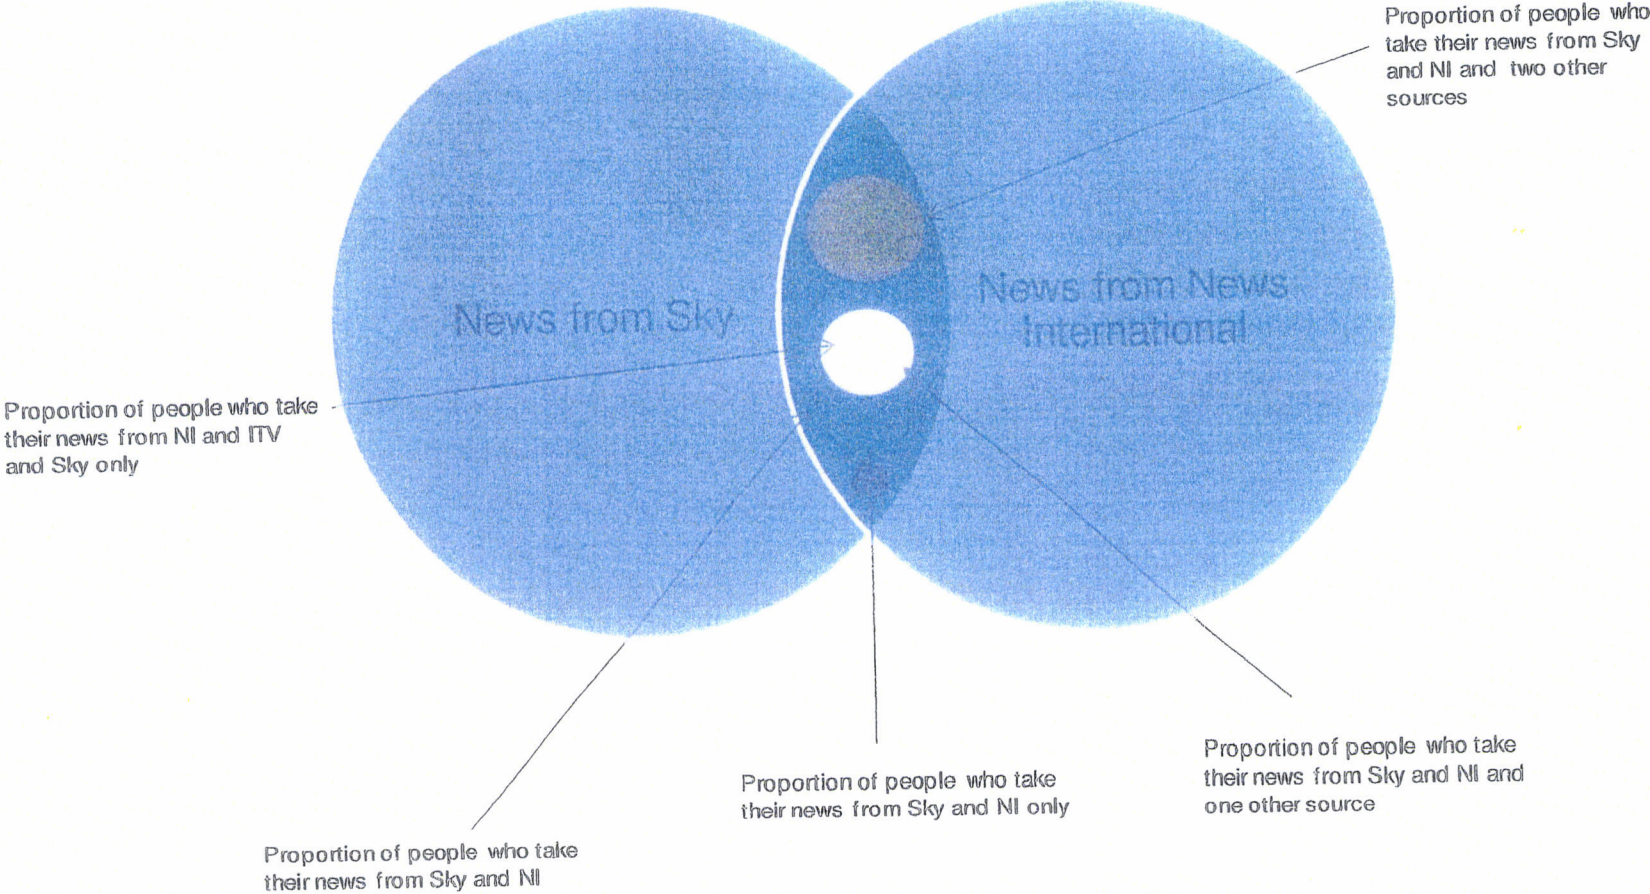 Proportion of people who
take their news from Sky
and NI and two other
sources
News from Sky
News from News
International
Proportion of people who take
their news from NI and ITV
and Sky only
Proportion of people who take
their news from Sky and NI and
one other source
Proportion of people who take
their news from Sky and NI only
Proportion of people who take
their news from Sky and NI